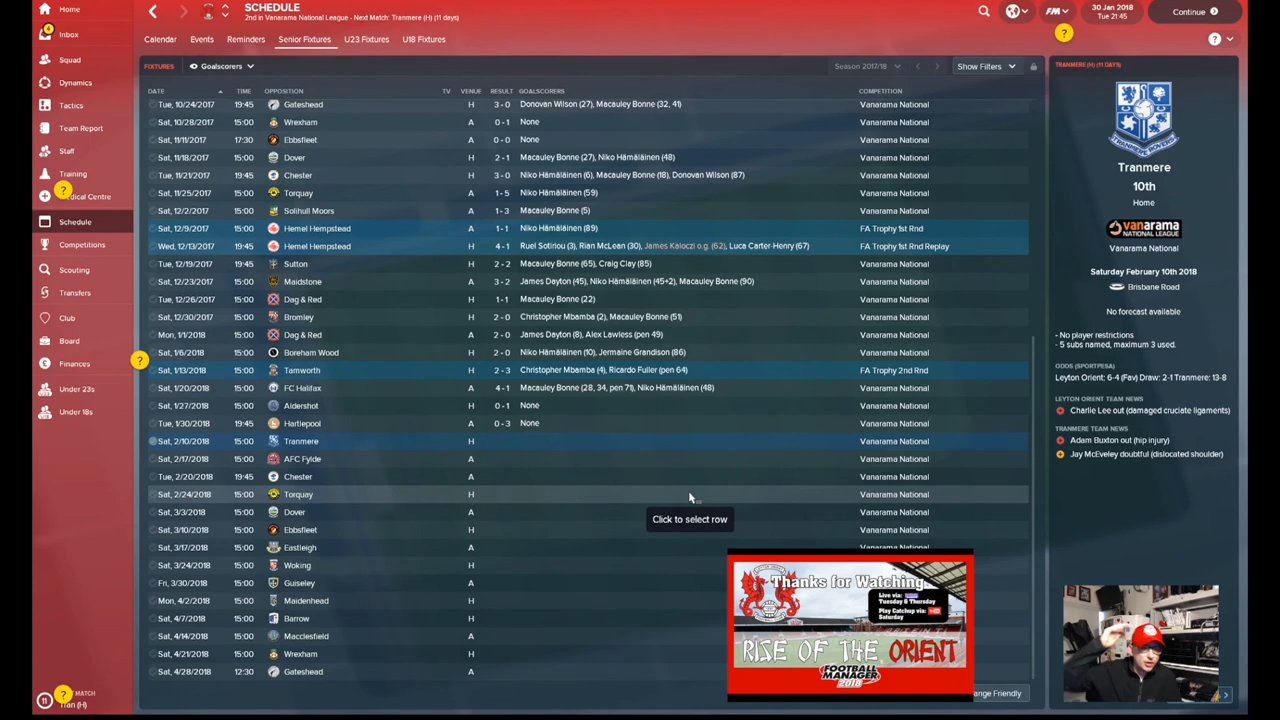 Home
SCHEDULE
2nd in Vanarama National League - Next Match: Tranmere (H) (11 days)
FM
30 Jan 2018
Tue 21:45
Continue
4
Inbox
Calendar Events Reminders Senior Fixtures U23 Fixtures U18 Fixtures
Squad
Dynamics
Tactics
Team Report
Staff
Training
Medical Centre
Schedule
Competitions
Scouting
Transfers
Club
Board
Finances
Under 23s
Under 18s
FIXTURES Goalscorers Season 2017/18 Show Filters
DATE TIME OPPOSITION TV VENUE RESULT GOALSCORERS COMPETITION
Tue, 10/24/2017 19:45 Gateshead H 3-0 Donovan Wilson (27), Macauley Bonne (32, 41) Vanarama National
Sat, 10/28/2017 15:00 Wrexham A 0-1 None Vanarama National
Sat, 11/11/2017 17:30 Ebbsfleet A 0-0 None Vanarama National
Sat, 11/18/2017 15:00 Dover H 2-1 Macauley Bonne (27), Niko Hämäläinen (48) Vanarama National
Tue, 11/21/2017 19:45 Chester H 3-0 Niko Hämäläinen (6), Macauley Bonne (18), Donovan Wilson (87) Vanarama National
Sat, 11/25/2017 15:00 Torquay A 1-5 Niko Hämäläinen (59) Vanarama National
Sat, 12/2/2017 15:00 Solihull Moors A 1-3 Macauley Bonne (5) Vanarama National
Sat, 12/9/2017 15:00 Hemel Hempstead A 1-1 Niko Hämäläinen (89) FA Trophy 1st Rnd
Wed, 12/13/2017 19:45 Hemel Hempstead H 4-1 Ruel Sotiriou (3), Rian McLean (30), James Kaloczi o.g. (62), Luca Carter-Henry (67) FA Trophy 1st Rnd Replay
Tue, 12/19/2017 19:45 Sutton H 2-2 Macauley Bonne (65), Craig Clay (85) Vanarama National
Sat, 12/23/2017 15:00 Maidstone A 3-2 James Dayton (45), Niko Hämäläinen (45+2), Macauley Bonne (90) Vanarama National
Tue, 12/26/2017 15:00 Dag & Red H 1-1 Macauley Bonne (22) Vanarama National
Sat, 12/30/2017 15:00 Bromley H 2-0 Christopher Mbamba (2), Macauley Bonne (51) Vanarama National
Mon, 1/1/2018 15:00 Dag & Red A 2-0 James Dayton (8), Alex Lawless (pen 49) Vanarama National
Sat, 1/6/2018 15:00 Boreham Wood H 2-0 Niko Hämäläinen (10), Jermaine Grandison (86) Vanarama National
Sat, 1/13/2018 15:00 Tamworth H 2-3 Christopher Mbamba (4), Ricardo Fuller (pen 64) FA Trophy 2nd Rnd
Sat, 1/20/2018 15:00 FC Halifax A 4-1 Macauley Bonne (28, 34, pen 71), Niko Hämäläinen (48) Vanarama National
Sat, 1/27/2018 15:00 Aldershot H 0-1 None Vanarama National
Tue, 1/30/2018 19:45 Hartlepool H 0-3 None Vanarama National
Sat, 2/10/2018 15:00 Tranmere H Vanarama National
Sat, 2/17/2018 15:00 AFC Fylde A Vanarama National
Tue, 2/20/2018 19:45 Chester A Vanarama National
Sat, 2/24/2018 15:00 Torquay H Vanarama National
Sat, 3/3/2018 15:00 Dover A Vanarama National
Sat, 3/10/2018 15:00 Ebbsfleet H Vanarama National
Sat, 3/17/2018 15:00 Eastleigh A Vanarama National
Sat, 3/24/2018 15:00 Woking H
Fri, 3/30/2018 15:00 Guiseley A
Mon, 4/2/2018 15:00 Maidenhead H
Sat, 4/7/2018 15:00 Barrow H
Sat, 4/14/2018 15:00 Macclesfield A
Sat, 4/21/2018 15:00 Wrexham H
Sat, 4/28/2018 12:30 Gateshead A
Click to select row
TRANMERE (H) (11 DAYS)
TRANMERE ROVERS
Tranmere
10th
Home
vanarama
NATIONAL LEAGUE
Vanarama National
Saturday February 10th 2018
Brisbane Road
No forecast available
- No player restrictions
- 5 subs named, maximum 3 used.
ODDS (SPORTPESA)
Leyton Orient: 6-4 (Fav) Draw: 2-1 Tranmere: 13-8
LEYTON ORIENT TEAM NEWS
Charlie Lee out (damaged cruciate ligaments)
TRANMERE TEAM NEWS
Adam Buxton out (hip injury)
Jay McEveley doubtful (dislocated shoulder)
Thanks for Watching
Live via:
Tuesday & Thursday
Play Catchup via:
Saturday
RISE OF THE ORIENT
FOOTBALL
MANAGER
2018
ange Friendly
11
MATCH
Tran (H)